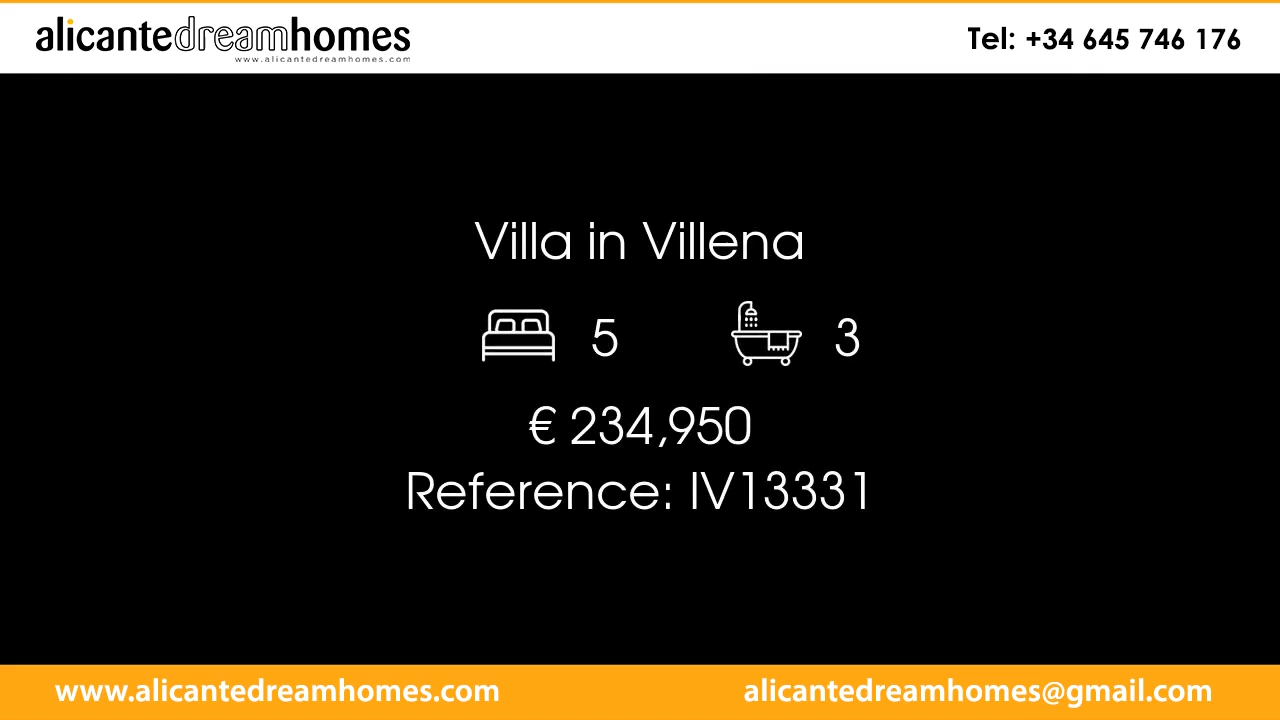 alicantedreamhomes
www.alicantedreamhomes.com
Tel: +34 645 746 176
Villa in Villena
5 3
€ 234,950
Reference: IV13331
www.alicantedreamhomes.com alicantedreamhomes@gmail.com